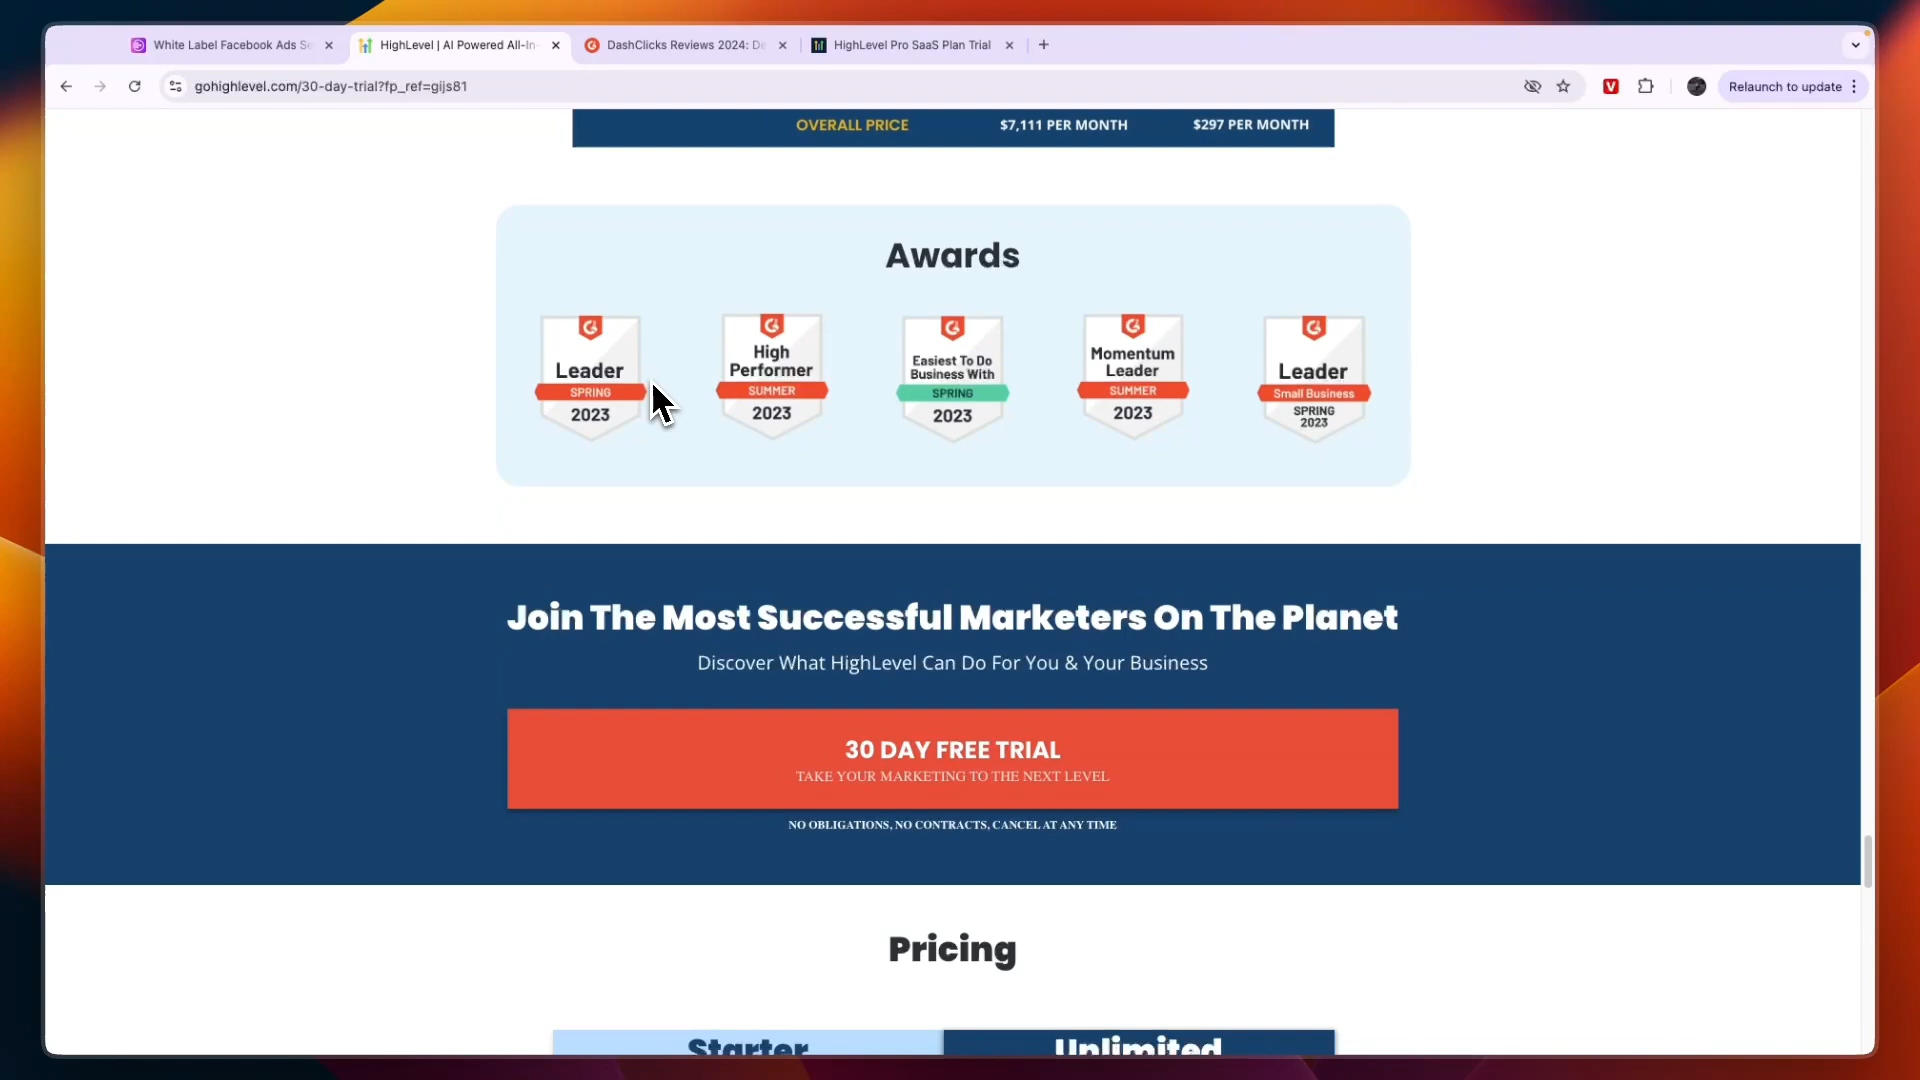 White Label Facebook Ads Se
HighLevel | AI Powered All-In-
DashClicks Reviews 2024: De
HighLevel Pro SaaS Plan Trial
gohighlevel.com/30-day-trial?fp_ref=gijs81
V
Relaunch to update
OVERALL PRICE $7,111 PER MONTH $297 PER MONTH
Awards
Leader
SPRING
2023
High
Performer
SUMMER
2023
Easiest To Do
Business With
SPRING
2023
Momentum
Leader
SUMMER
2023
Leader
Small Business
SPRING
2023
Join The Most Successful Marketers On The Planet
Discover What HighLevel Can Do For You & Your Business
30 DAY FREE TRIAL
TAKE YOUR MARKETING TO THE NEXT LEVEL
NO OBLIGATIONS, NO CONTRACTS, CANCEL AT ANY TIME
Pricing
Starter Unlimited